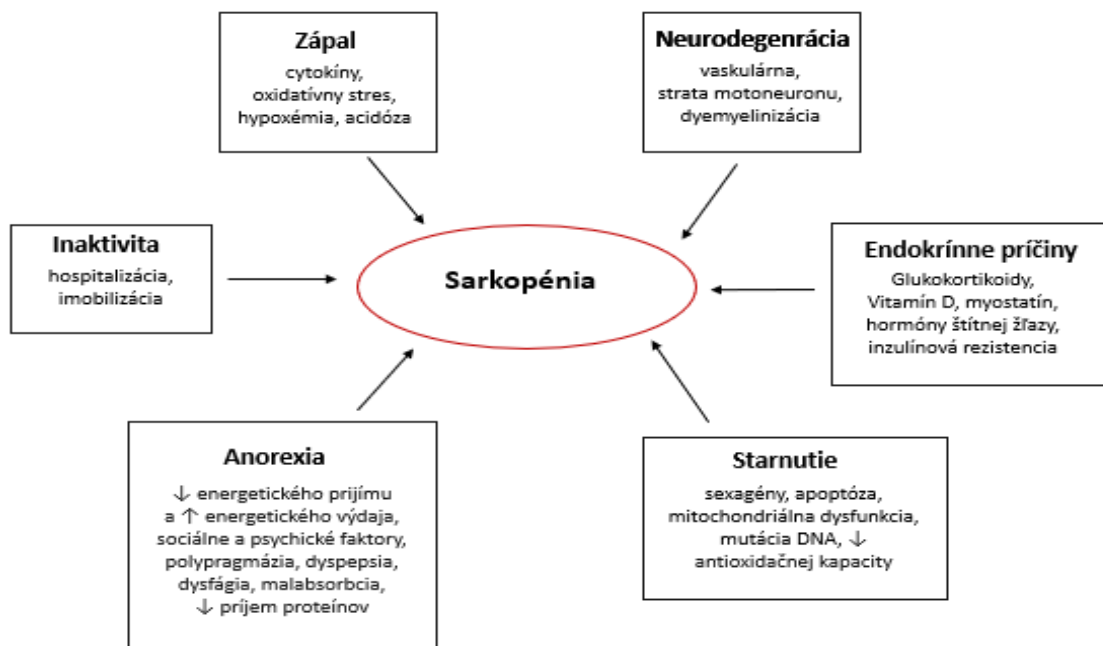 Zápal
cytokíny,
oxidatívny stres,
hypoxémia, acidóza
Neurodegenrácia
vaskulárna,
strata motoneuronu,
dyemyelinizácia
Inaktivita
hospitalizácia,
imobilizácia
Sarkopénia
Endokrínne príčiny
Glukokortikoidy,
Vitamín D, myostatín,
hormóny štítnej žľazy,
inzulínová rezistencia
Anorexia
↓ energetického prijímu
a ↑ energetického výdaja,
sociálne a psychické faktory,
polypragmázia, dyspepsia,
dysfágia, malabsorbcia,
↓ príjem proteínov
Starnutie
sexagény, apoptóza,
mitochondriálna dysfunkcia,
mutácia DNA, ↓
antioxidačnej kapacity